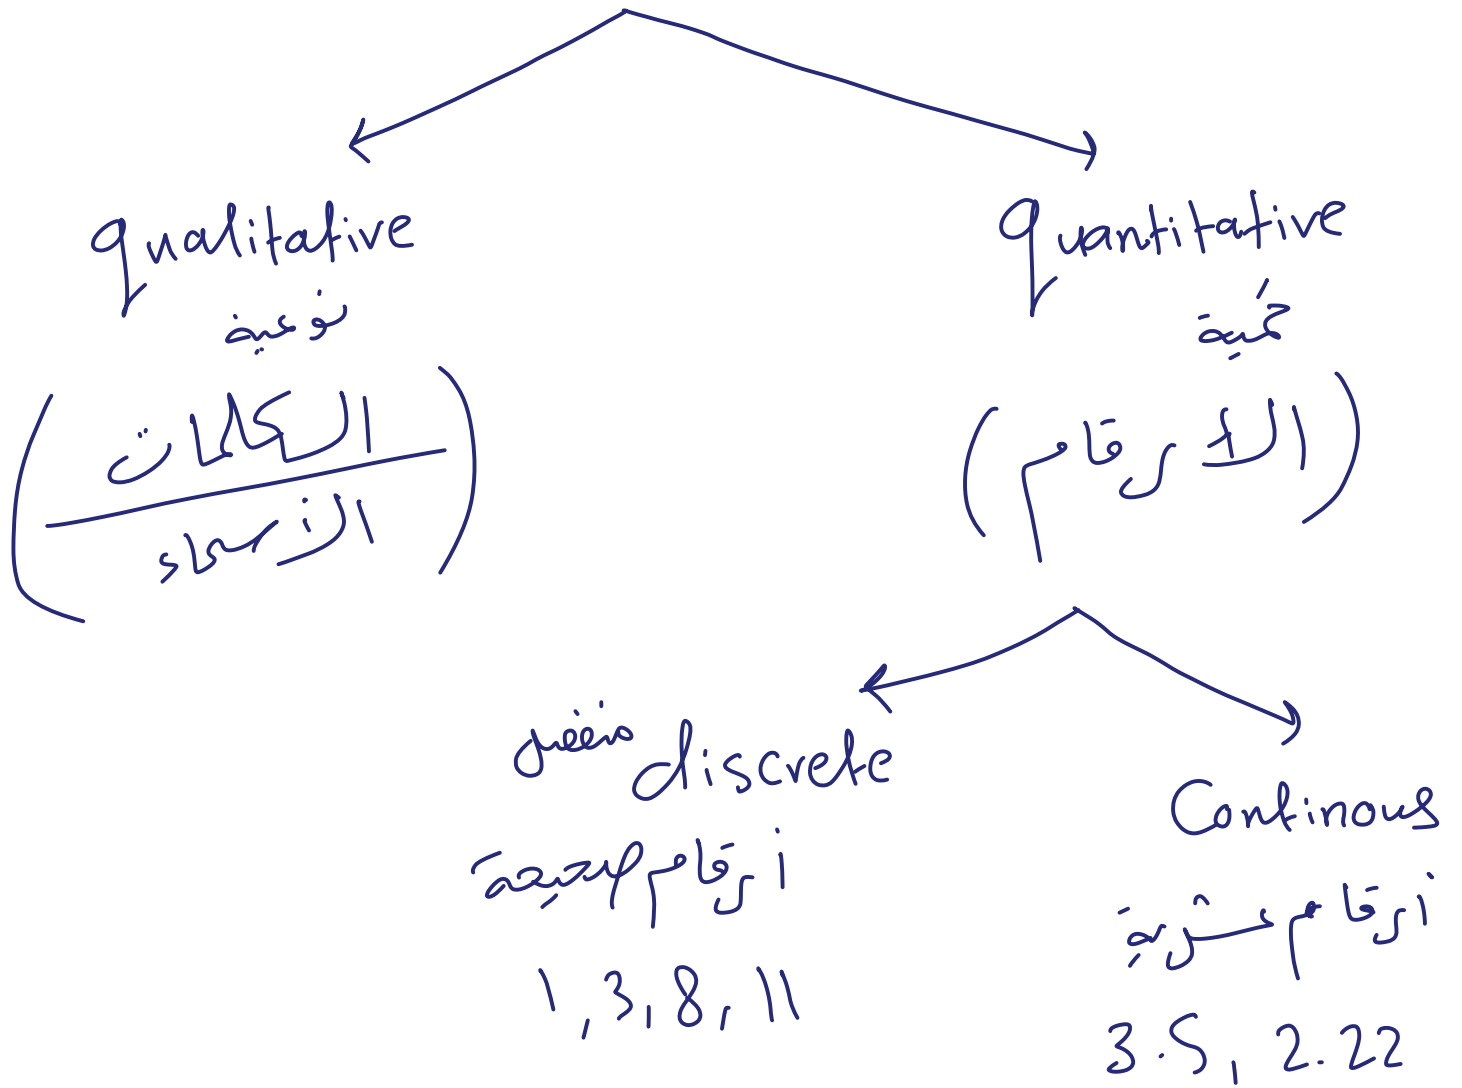 qualitative
نوعية
الكلمات
الأسماء
quantitative
كمية
(الارقام)
discrete منفصل
أرقام صحيحة
1, 3, 8, 11
Continous
أرقام عشرية
3.5, 2.22